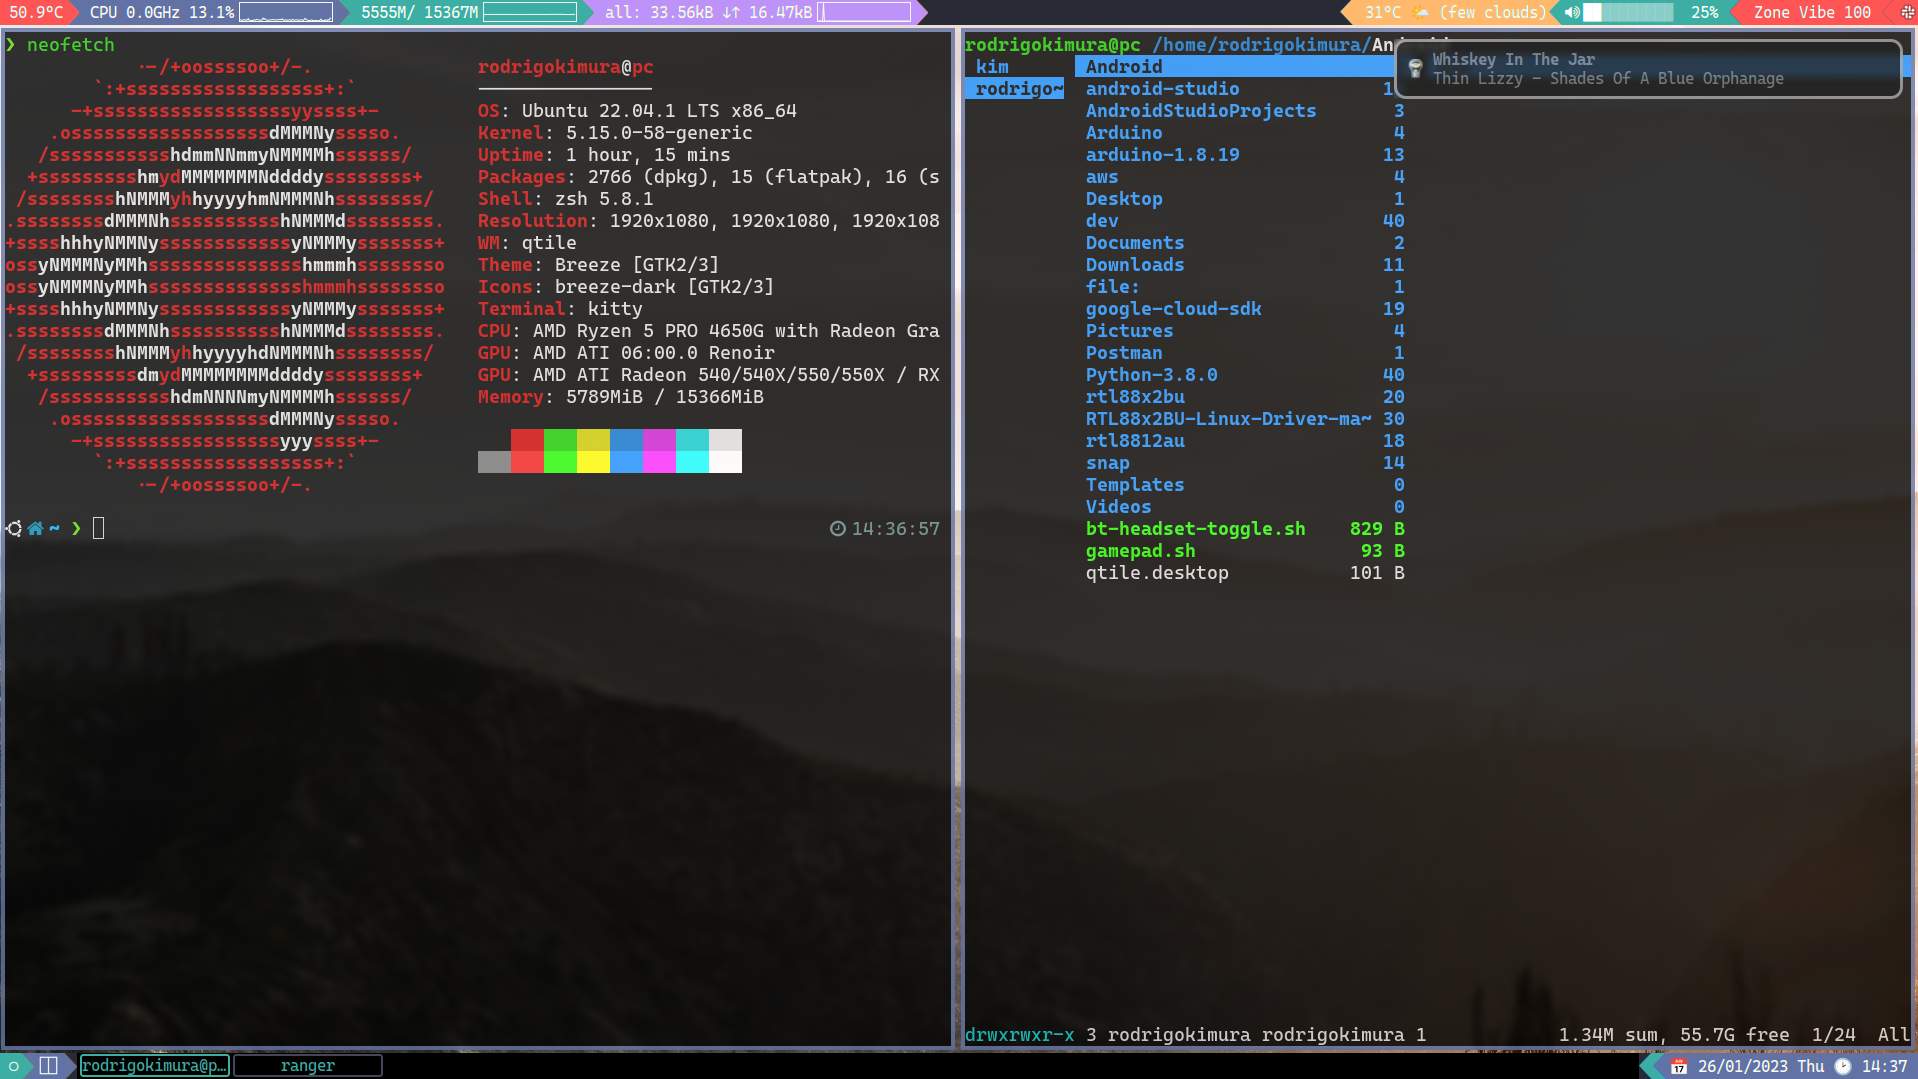 50.9°C CPU 0.0GHz 13.1% 5555M/ 15367M all: 33.56kB ↓↑ 16.47kB 31°C (few clouds) 25% Zone Vibe 100
❯ neofetch
·-/+oossssoo+/-.
`:+ssssssssssssssssss+:`
-+ssssssssssssssssssyyssss+-
.ossssssssssssssssssdMMMNysssso.
/ssssssssssshdmmNNmmyNMMMMhssssss/
+ssssssssshmydMMMMMMMNddddyssssssss+
/sssssssshNMMMyhhyyyyhmNMMMNhssssssss/
.ssssssssdMMMNhsssssssssshNMMMdssssssss.
+sssshhhyNMMNyssssssssssssyNMMMysssssss+
ossyNMMMNyMMhsssssssssssssshmmmhssssssso
ossyNMMMNyMMhsssssssssssssshmmmhssssssso
+sssshhhyNMMNyssssssssssssyNMMMysssssss+
.ssssssssdMMMNhsssssssssshNMMMdssssssss.
/sssssssshNMMMyhhyyyyhdNMMMNhssssssss/
+sssssssssdmydMMMMMMMMddddyssssssss+
/ssssssssssshdmNNNNmyNMMMMhssssss/
.ossssssssssssssssssdMMMNysssso.
-+sssssssssssssssssyyyssss+-
`:+ssssssssssssssssss+:`
·-/+oossssoo+/-.
rodrigokimura@pc
OS: Ubuntu 22.04.1 LTS x86_64
Kernel: 5.15.0-58-generic
Uptime: 1 hour, 15 mins
Packages: 2766 (dpkg), 15 (flatpak), 16 (s
Shell: zsh 5.8.1
Resolution: 1920x1080, 1920x1080, 1920x108
WM: qtile
Theme: Breeze [GTK2/3]
Icons: breeze-dark [GTK2/3]
Terminal: kitty
CPU: AMD Ryzen 5 PRO 4650G with Radeon Gra
GPU: AMD ATI 06:00.0 Renoir
GPU: AMD ATI Radeon 540/540X/550/550X / RX
Memory: 5789MiB / 15366MiB
~ ❯ 14:36:57
rodrigokimura@pc /home/rodrigokimura/An
kim
rodrigo~
Android
android-studio 1
AndroidStudioProjects 3
Arduino 4
arduino-1.8.19 13
aws 4
Desktop 1
dev 40
Documents 2
Downloads 11
file: 1
google-cloud-sdk 19
Pictures 4
Postman 1
Python-3.8.0 40
rtl88x2bu 20
RTL88x2BU-Linux-Driver-ma~ 30
rtl8812au 18
snap 14
Templates 0
Videos 0
bt-headset-toggle.sh 829 B
gamepad.sh 93 B
qtile.desktop 101 B
Whiskey In The Jar
Thin Lizzy - Shades Of A Blue Orphanage
drwxrwxr-x 3 rodrigokimura rodrigokimura 1 1.34M sum, 55.7G free 1/24 All
rodrigokimura@p… ranger 26/01/2023 Thu 14:37